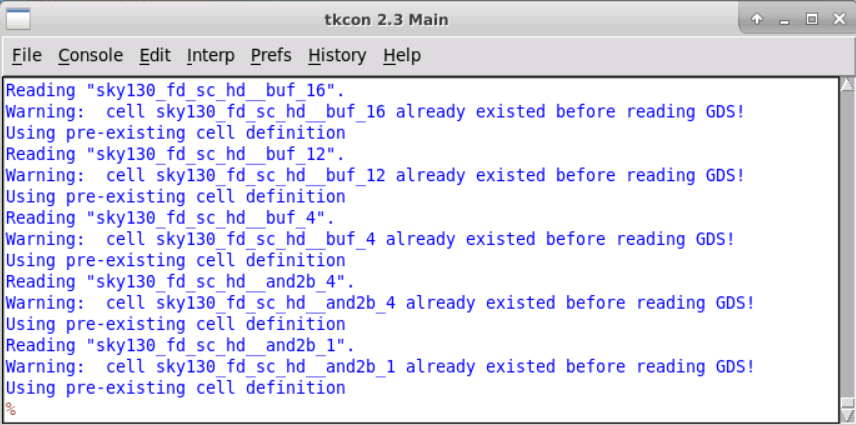 tkcon 2.3 Main
File Console Edit Interp Prefs History Help
Reading "sky130_fd_sc_hd__buf_16".
Warning:  cell sky130_fd_sc_hd__buf_16 already existed before reading GDS!
Using pre-existing cell definition
Reading "sky130_fd_sc_hd__buf_12".
Warning:  cell sky130_fd_sc_hd__buf_12 already existed before reading GDS!
Using pre-existing cell definition
Reading "sky130_fd_sc_hd__buf_4".
Warning:  cell sky130_fd_sc_hd__buf_4 already existed before reading GDS!
Using pre-existing cell definition
Reading "sky130_fd_sc_hd__and2b_4".
Warning:  cell sky130_fd_sc_hd__and2b_4 already existed before reading GDS!
Using pre-existing cell definition
Reading "sky130_fd_sc_hd__and2b_1".
Warning:  cell sky130_fd_sc_hd__and2b_1 already existed before reading GDS!
Using pre-existing cell definition
%